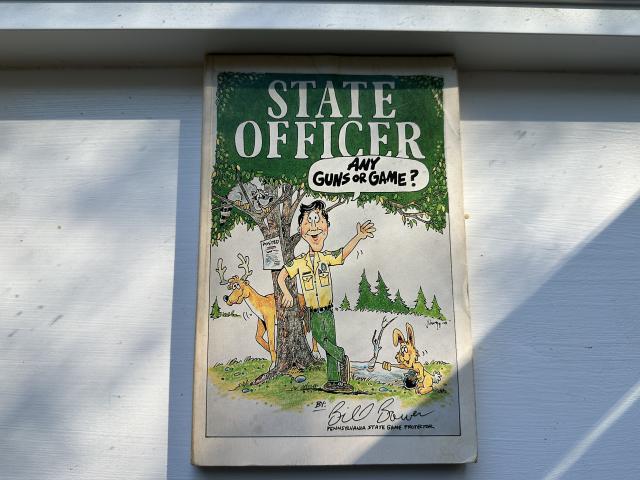 STATE
OFFICER
ANY
GUNS OR GAME?
POSTED
BY:
Bill Bower
PENNSYLVANIA STATE GAME PROTECTOR